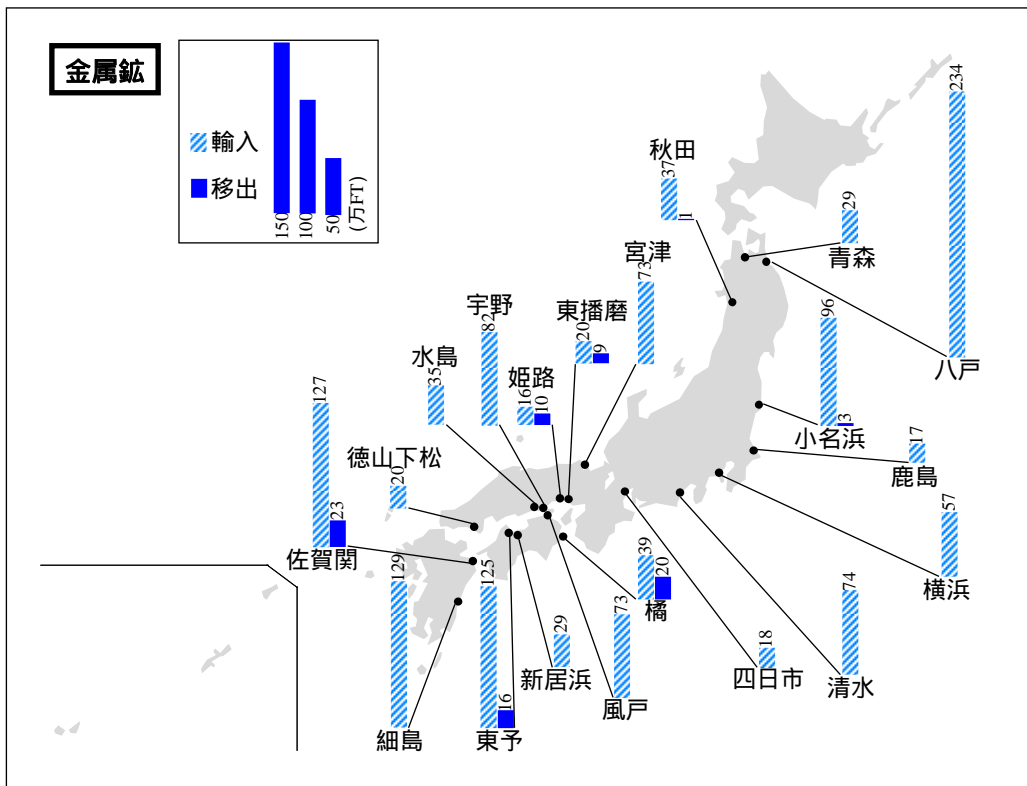 金属鉱
輸入
移出
150
100
50
(万FT)
234
八戸
秋田
37
1
29
青森
宮津
73
宇野
82
東播磨
20
9
96
3
小名浜
水島
35
姫路
16
10
17
鹿島
127
23
佐賀関
徳山下松
20
57
横浜
129
細島
125
16
東予
39
20
橘
29
新居浜
73
風戸
18
四日市
74
清水